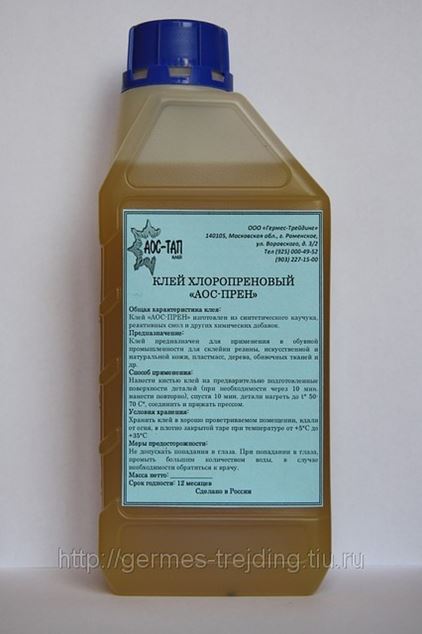 ООО «Гермес-Трейдинг»
140105, Московская обл., г. Раменское,
ул. Воровского, д. 3/2
Тел (925) 000-49-52
(903) 227-15-00
АОС-ТАП
КЛЕЙ
КЛЕЙ ХЛОРОПРЕНОВЫЙ
«АОС-ПРЕН»
Общая характеристика клея:
Клей «АОС-ПРЕН» изготовлен из синтетического каучука,
реактивных смол и других химических добавок.
Предназначение:
Клей предназначен для применения в обувной
промышленности для склейки резины, искусственной и
натуральной кожи, пластмасс, дерева, обивочных тканей и
др.
Способ применения:
Нанести кистью клей на предварительно подготовленные
поверхности деталей (при необходимости через 10 мин.
нанести повторно), спустя 10 мин. детали нагреть до t° 50-
70 С°, соединить и прижать прессом.
Условия хранения:
Хранить клей в хорошо проветриваемом помещении, вдали
от огня, в плотно закрытой таре при температуре от +5°С до
+35°С
Меры предосторожности:
Не допускать попадания в глаза. При попадании в глаза,
промыть большим количеством воды, в случае
необходимости обратиться к врачу.
Масса нетто: ____________
Срок годности: 12 месяцев
Сделано в России
http://germes-trejding.tiu.ru